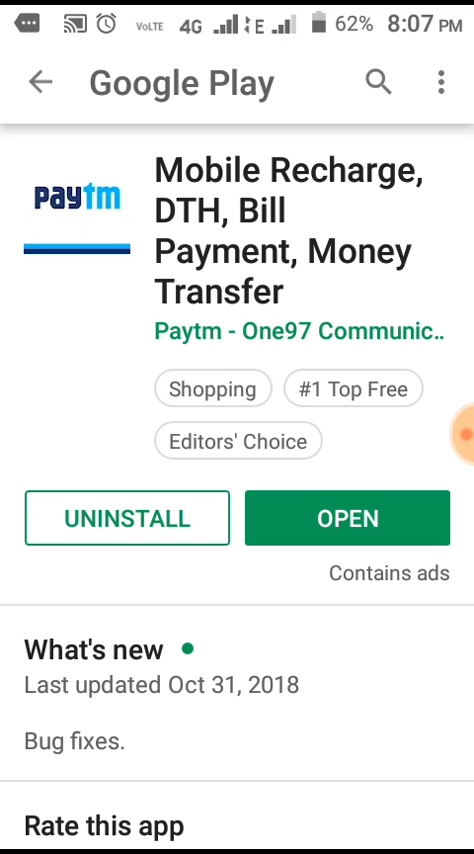 VoLTE 4G E 62% 8:07 PM
Google Play
paytm
Mobile Recharge,
DTH, Bill
Payment, Money
Transfer
Paytm - One97 Communic..
Shopping #1 Top Free
Editors' Choice
UNINSTALL OPEN
Contains ads
What's new
Last updated Oct 31, 2018
Bug fixes.
Rate this app